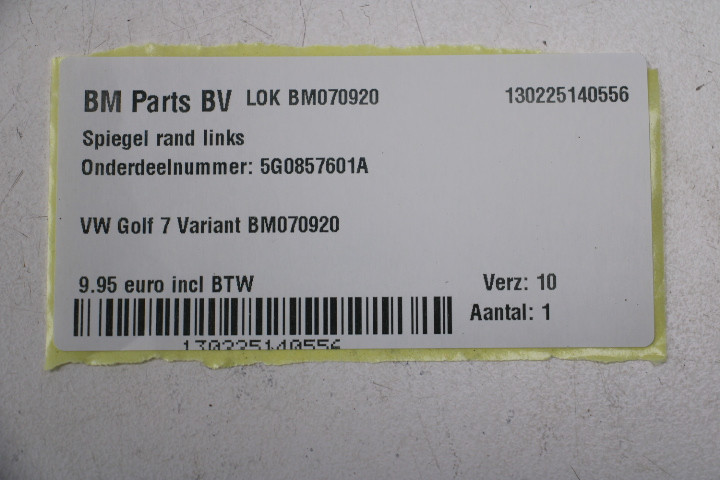 BM Parts BV LOK BM070920 130225140556
Spiegel rand links
Onderdeelnummer: 5G0857601A
VW Golf 7 Variant BM070920
9.95 euro incl BTW Verz: 10
Aantal: 1
130225140556